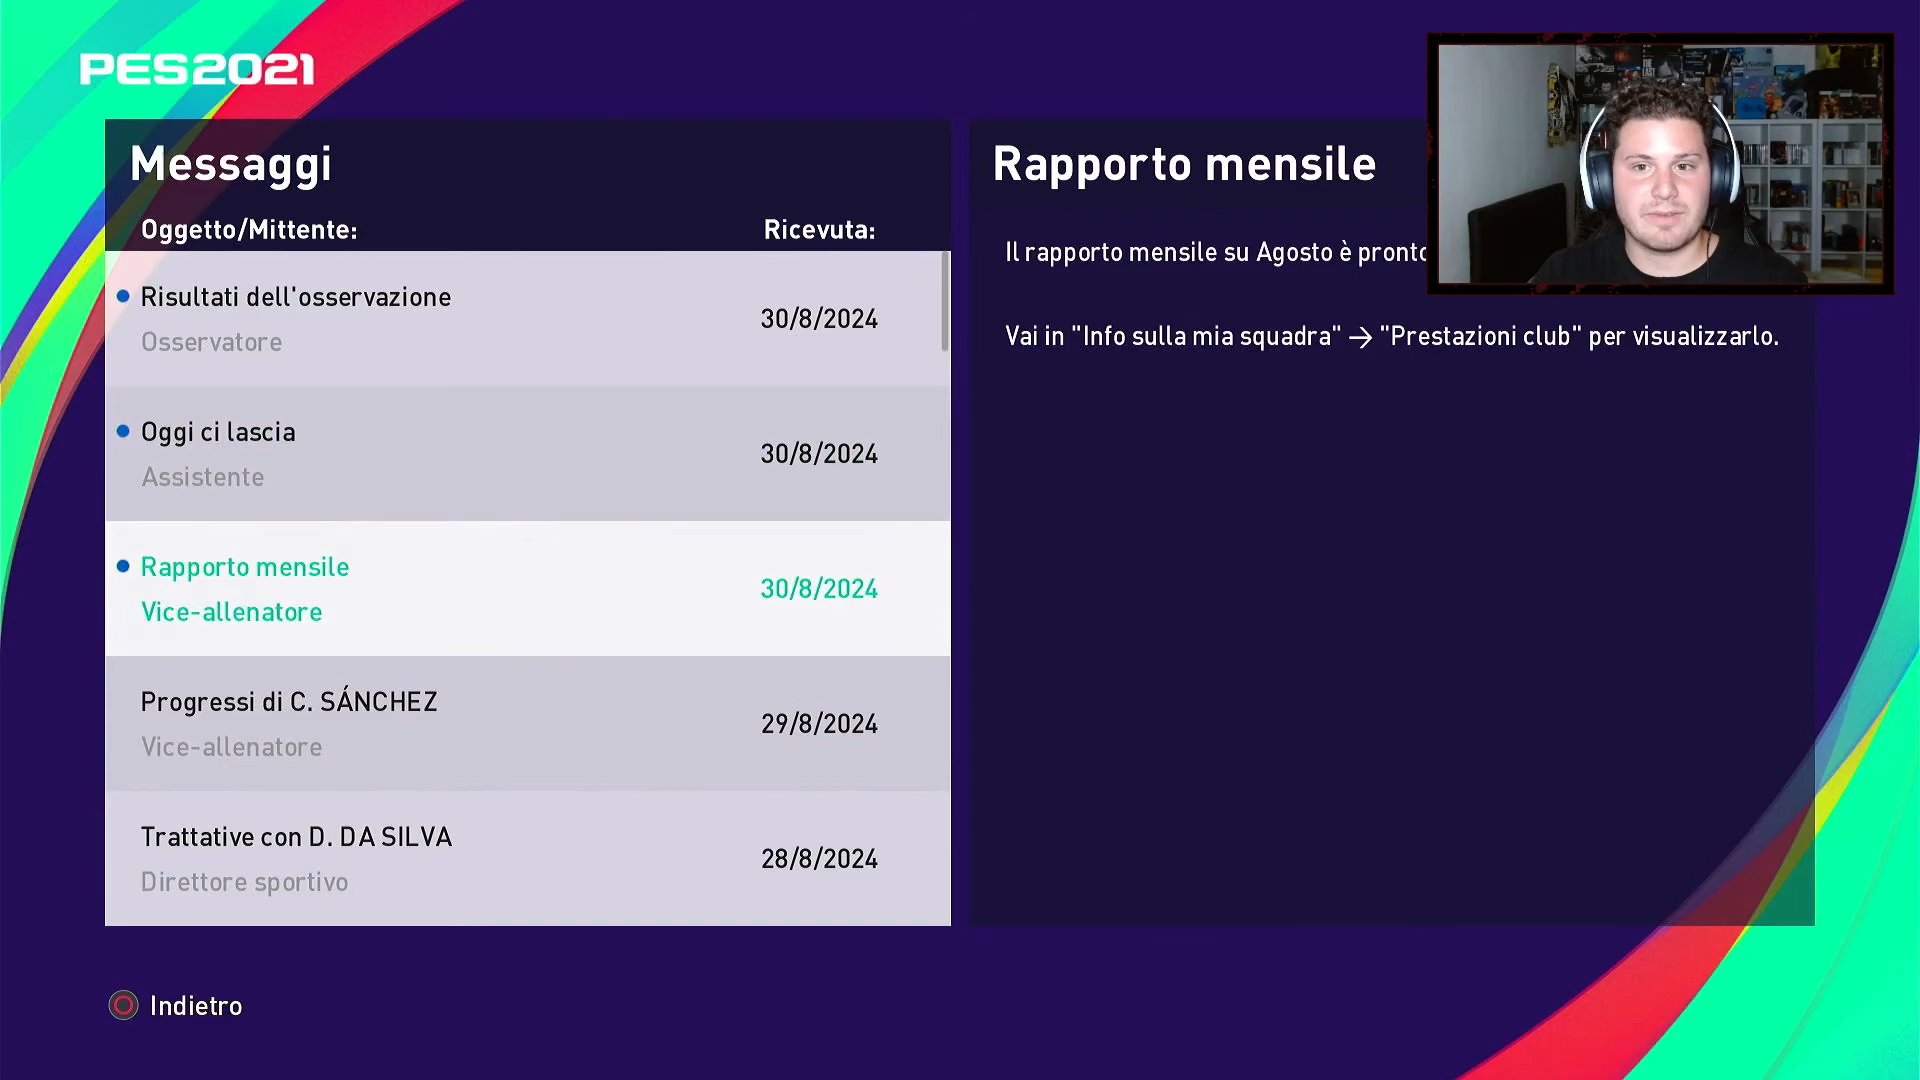 PES2021
Messaggi
Oggetto/Mittente:
Ricevuta:
Risultati dell'osservazione
Osservatore
30/8/2024
Oggi ci lascia
Assistente
30/8/2024
Rapporto mensile
Vice-allenatore
30/8/2024
Progressi di C. SÁNCHEZ
Vice-allenatore
29/8/2024
Trattative con D. DA SILVA
Direttore sportivo
28/8/2024
Rapporto mensile
Il rapporto mensile su Agosto è pronto
Vai in "Info sulla mia squadra" → "Prestazioni club" per visualizzarlo.
Indietro